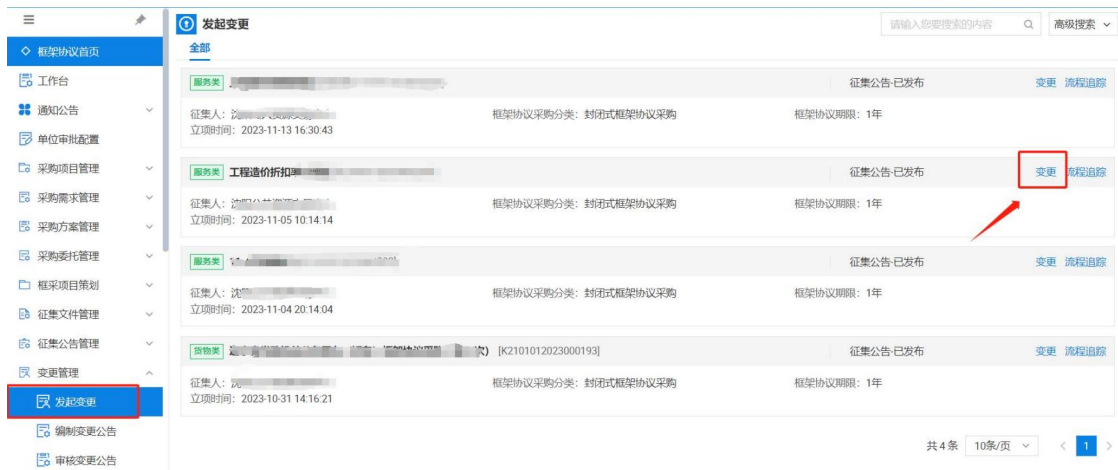 框架协议首页
工作台
通知公告
单位审批配置
采购项目管理
采购需求管理
采购方案管理
采购委托管理
框采项目策划
征集文件管理
征集公告管理
变更管理
发起变更
编制变更公告
审核变更公告
发起变更
请输入您要搜索的内容 高级搜索
全部
服务类 征集公告-已发布 变更 流程追踪
征集人：沈 框架协议采购分类：封闭式框架协议采购 框架协议期限：1年
立项时间：2023-11-13 16:30:43
服务类 工程造价折扣率 征集公告-已发布 变更 流程追踪
征集人： 框架协议采购分类：封闭式框架协议采购 框架协议期限：1年
立项时间：2023-11-05 10:14:14
服务类 征集公告-已发布 变更 流程追踪
征集人：沈 框架协议采购分类：封闭式框架协议采购 框架协议期限：1年
立项时间：2023-11-04 20:14:04
货物类 次) [K2101012023000193] 征集公告-已发布 变更 流程追踪
征集人： 框架协议采购分类：封闭式框架协议采购 框架协议期限：1年
立项时间：2023-10-31 14:16:21
共 4 条 10条/页 < 1 >